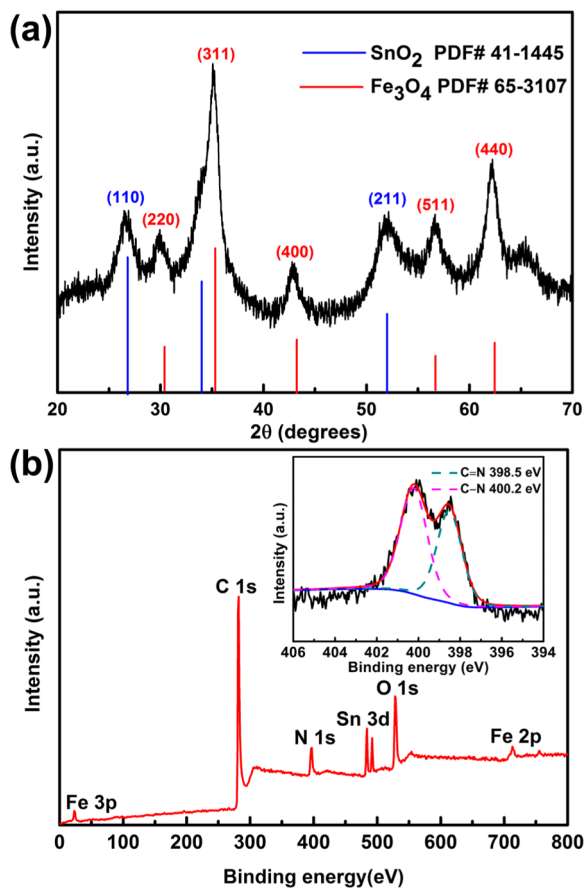 (a)
SnO2 PDF# 41-1445
Fe3O4 PDF# 65-3107
(311)
(110)
(220)
(400)
(211)
(511)
(440)
Intensity (a.u.)
20 30 40 50 60 70
2θ (degrees)
(b)
C=N 398.5 eV
C−N 400.2 eV
Intensity (a.u.)
406 404 402 400 398 396 394
Binding energy (eV)
C 1s
O 1s
Sn 3d
N 1s
Fe 2p
Fe 3p
Intensity (a.u.)
0 100 200 300 400 500 600 700 800
Binding energy(eV)